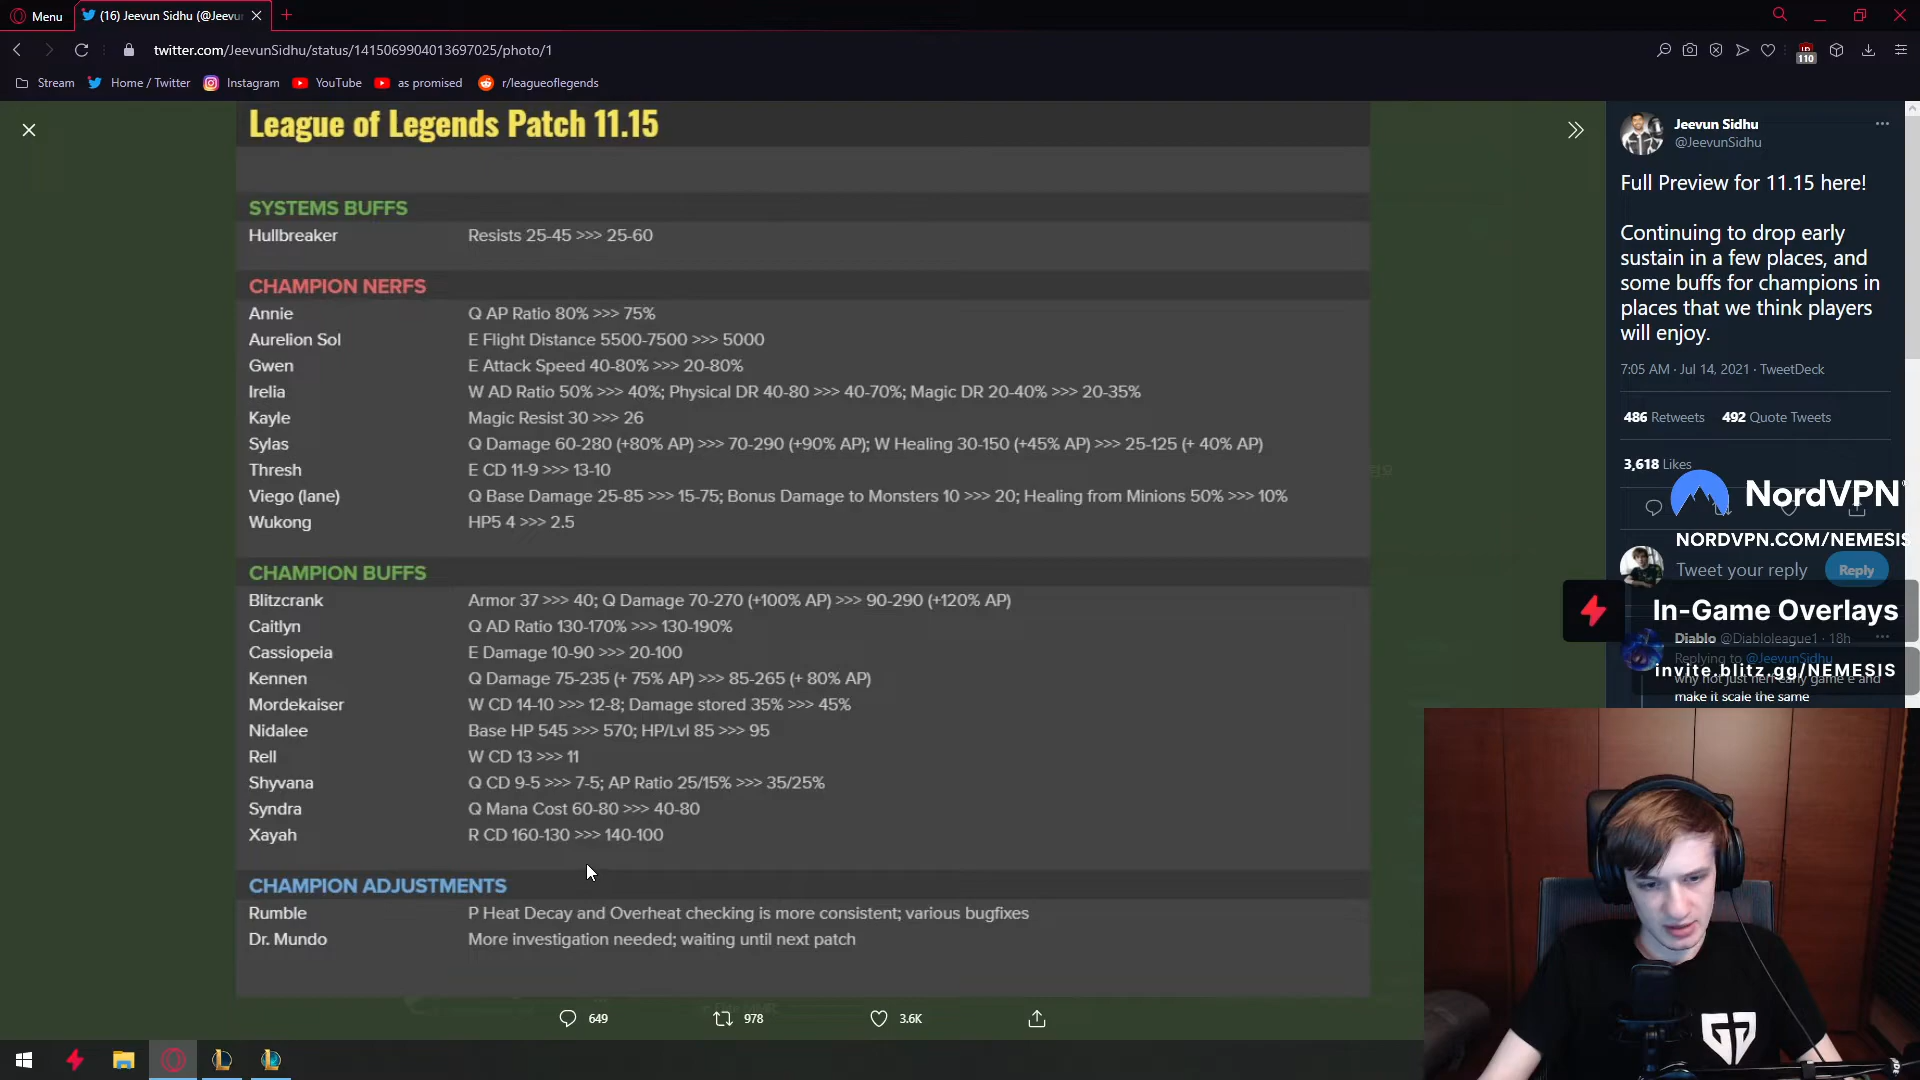 Menu
(16) Jeevun Sidhu (@Jeevu
twitter.com/JeevunSidhu/status/1415069904013697025/photo/1
110
Stream Home / Twitter Instagram YouTube as promised r/leagueoflegends
League of Legends Patch 11.15
SYSTEMS BUFFS
Hullbreaker Resists 25-45 >>> 25-60
CHAMPION NERFS
Annie Q AP Ratio 80% >>> 75%
Aurelion Sol E Flight Distance 5500-7500 >>> 5000
Gwen E Attack Speed 40-80% >>> 20-80%
Irelia W AD Ratio 50% >>> 40%; Physical DR 40-80 >>> 40-70%; Magic DR 20-40% >>> 20-35%
Kayle Magic Resist 30 >>> 26
Sylas Q Damage 60-280 (+80% AP) >>> 70-290 (+90% AP); W Healing 30-150 (+45% AP) >>> 25-125 (+ 40% AP)
Thresh E CD 11-9 >>> 13-10
Viego (lane) Q Base Damage 25-85 >>> 15-75; Bonus Damage to Monsters 10 >>> 20; Healing from Minions 50% >>> 10%
Wukong HP5 4 >>> 2.5
CHAMPION BUFFS
Blitzcrank Armor 37 >>> 40; Q Damage 70-270 (+100% AP) >>> 90-290 (+120% AP)
Caitlyn Q AD Ratio 130-170% >>> 130-190%
Cassiopeia E Damage 10-90 >>> 20-100
Kennen Q Damage 75-235 (+ 75% AP) >>> 85-265 (+ 80% AP)
Mordekaiser W CD 14-10 >>> 12-8; Damage stored 35% >>> 45%
Nidalee Base HP 545 >>> 570; HP/Lvl 85 >>> 95
Rell W CD 13 >>> 11
Shyvana Q CD 9-5 >>> 7-5; AP Ratio 25/15% >>> 35/25%
Syndra Q Mana Cost 60-80 >>> 40-80
Xayah R CD 160-130 >>> 140-100
CHAMPION ADJUSTMENTS
Rumble P Heat Decay and Overheat checking is more consistent; various bugfixes
Dr. Mundo More investigation needed; waiting until next patch
649 978 3.6K
Jeevun Sidhu
@JeevunSidhu
Full Preview for 11.15 here!
Continuing to drop early
sustain in a few places, and
some buffs for champions in
places that we think players
will enjoy.
7:05 AM · Jul 14, 2021 · TweetDeck
486 Retweets 492 Quote Tweets
3,618 Likes
NordVPN
NORDVPN.COM/NEMESIS
Tweet your reply Reply
In-Game Overlays
Diablo @Diabloleague1 · 18h
Replying to @JeevunSidhu
invite.blitz.gg/NEMESIS
why not just nerf early game e and
make it scale the same